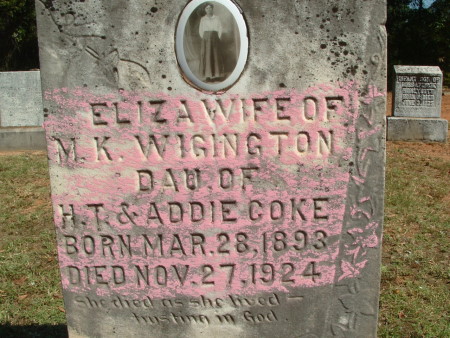 ELIZA WIFE OF
M. K. WIGINGTON
DAU OF
H. T. & ADDIE COKE
BORN MAR. 28, 1893
DIED NOV. 27, 1924
She died as she lived —
trusting in God.